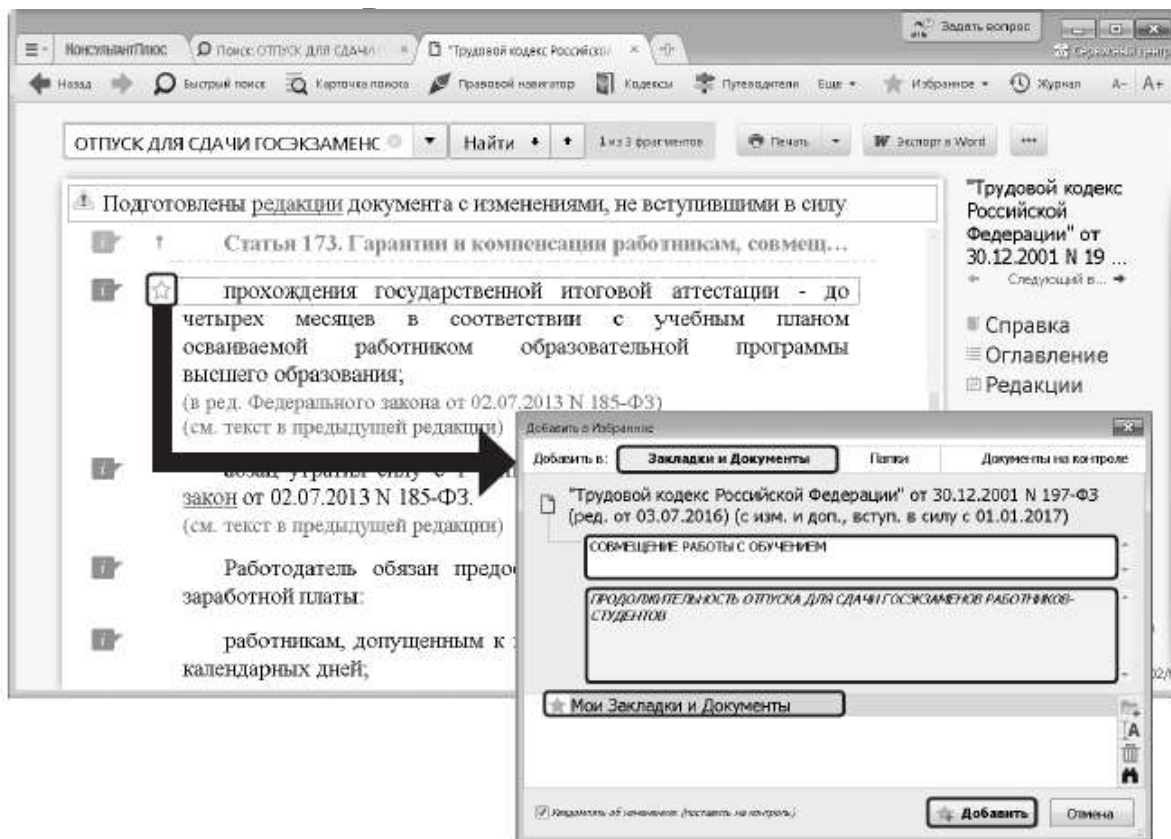 Задать вопрос
КонсультантПлюс
Поиск: ОТПУСК ДЛЯ СДАЧИ
"Трудовой кодекс Российско
Сервисный центр
Назад
Быстрый поиск
Карточка поиска
Правовой навигатор
Кодексы
Путеводители
Еще
Избранное
Журнал
A- A+
ОТПУСК ДЛЯ СДАЧИ ГОСЭКЗАМЕНС
Найти
1 из 3 фрагментов
Печать
Экспорт в Word
Подготовлены редакции документа с изменениями, не вступившими в силу
Статья 173. Гарантии и компенсации работникам, совмещ...
прохождения государственной итоговой аттестации - до
четырех месяцев в соответствии с учебным планом
осваиваемой работником образовательной программы
высшего образования;
(в ред. Федерального закона от 02.07.2013 N 185-ФЗ)
(см. текст в предыдущей редакции)
абзац утратил силу с 1
закон от 02.07.2013 N 185-ФЗ.
(см. текст в предыдущей редакции)
Работодатель обязан предос
заработной платы:
работникам, допущенным к
календарных дней;
"Трудовой кодекс
Российской
Федерации" от
30.12.2001 N 19 ...
Следующий в...
Справка
Оглавление
Редакции
Добавить в Избранное
Добавить в:
Закладки и Документы
Папки
Документы на контроле
"Трудовой кодекс Российской Федерации" от 30.12.2001 N 197-ФЗ
(ред. от 03.07.2016) (с изм. и доп., вступ. в силу с 01.01.2017)
СОВМЕЩЕНИЕ РАБОТЫ С ОБУЧЕНИЕМ
ПРОДОЛЖИТЕЛЬНОСТЬ ОТПУСКА ДЛЯ СДАЧИ ГОСЭКЗАМЕНОВ РАБОТНИКОВ-
СТУДЕНТОВ
Мои Закладки и Документы
Уведомлять об изменениях (поставить на контроль)
Добавить
Отмена